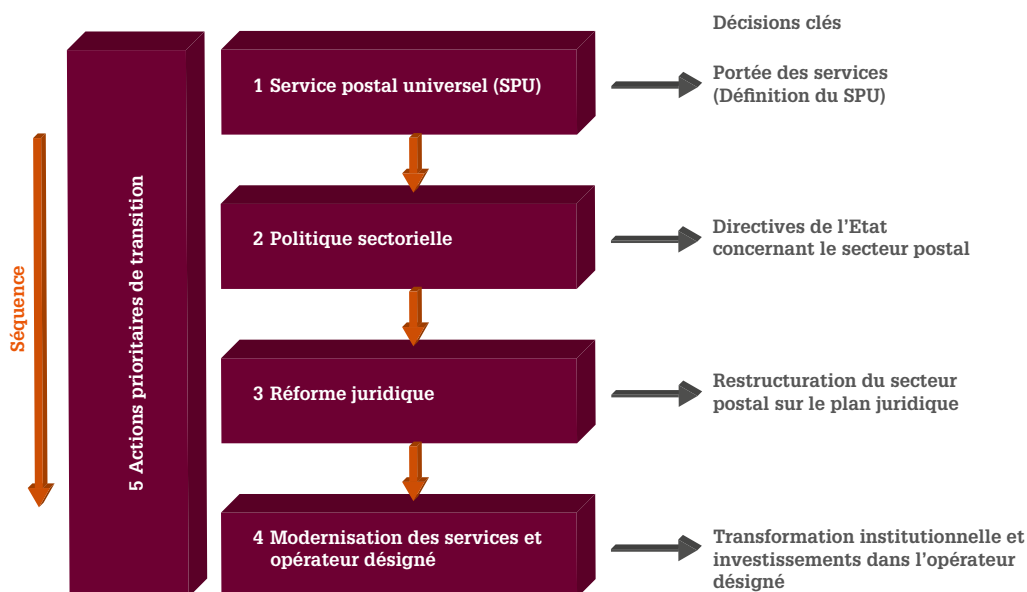 Décisions clés
1 Service postal universel (SPU)
Portée des services
(Définition du SPU)
2 Politique sectorielle
Directives de l'Etat
concernant le secteur postal
3 Réforme juridique
Restructuration du secteur
postal sur le plan juridique
4 Modernisation des services et
opérateur désigné
Transformation institutionnelle et
investissements dans l'opérateur
désigné
5 Actions prioritaires de transition
Séquence